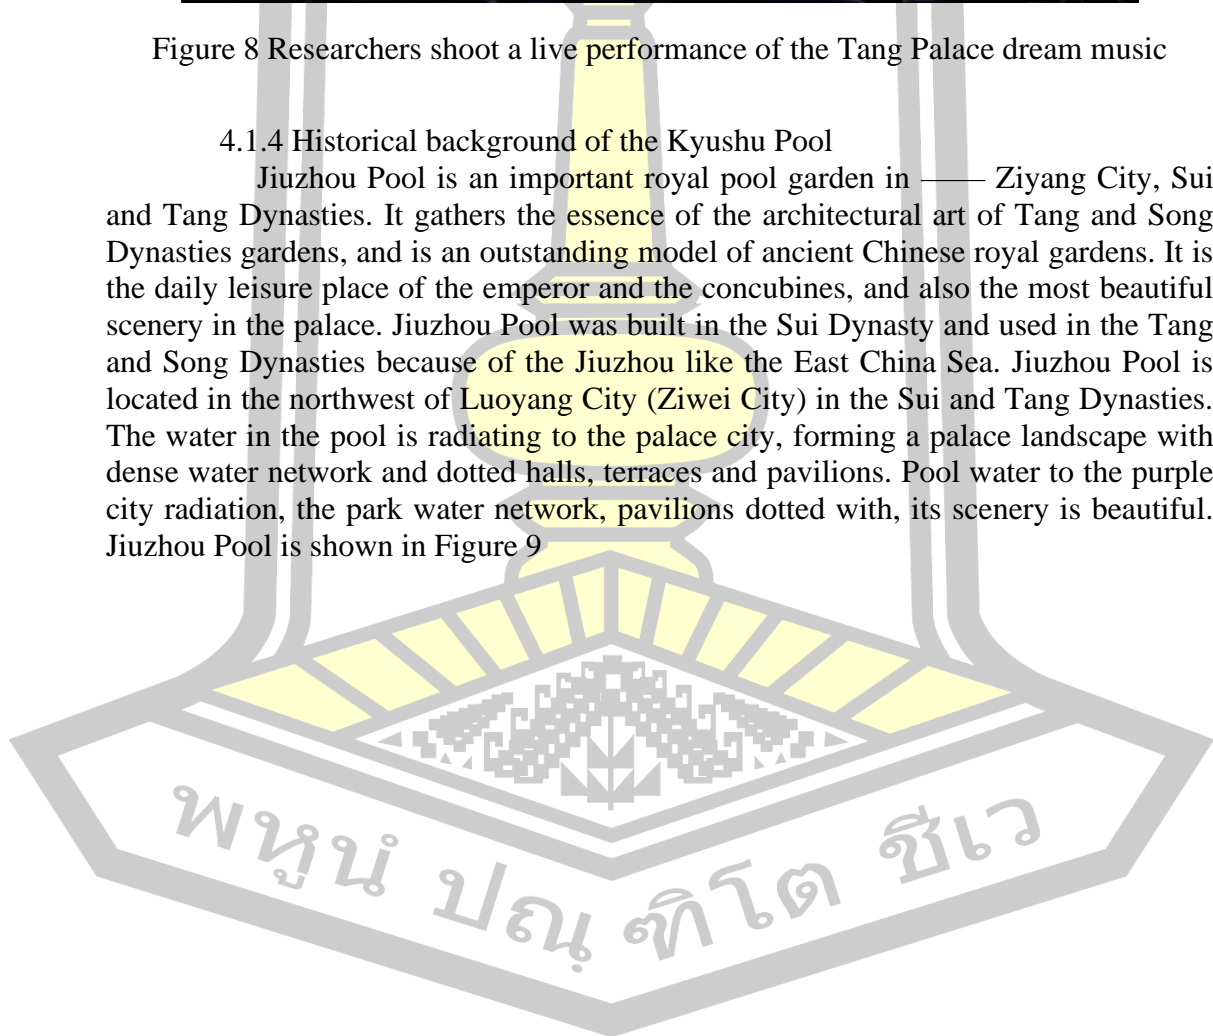 Figure 8 Researchers shoot a live performance of the Tang Palace dream music
4.1.4 Historical background of the Kyushu Pool
Jiuzhou Pool is an important royal pool garden in —— Ziyang City, Sui
and Tang Dynasties. It gathers the essence of the architectural art of Tang and Song
Dynasties gardens, and is an outstanding model of ancient Chinese royal gardens. It is
the daily leisure place of the emperor and the concubines, and also the most beautiful
scenery in the palace. Jiuzhou Pool was built in the Sui Dynasty and used in the Tang
and Song Dynasties because of the Jiuzhou like the East China Sea. Jiuzhou Pool is
located in the northwest of Luoyang City (Ziwei City) in the Sui and Tang Dynasties.
The water in the pool is radiating to the palace city, forming a palace landscape with
dense water network and dotted halls, terraces and pavilions. Pool water to the purple
city radiation, the park water network, pavilions dotted with, its scenery is beautiful.
Jiuzhou Pool is shown in Figure 9
พหูนํ ปณฺฑิโต ชีเว